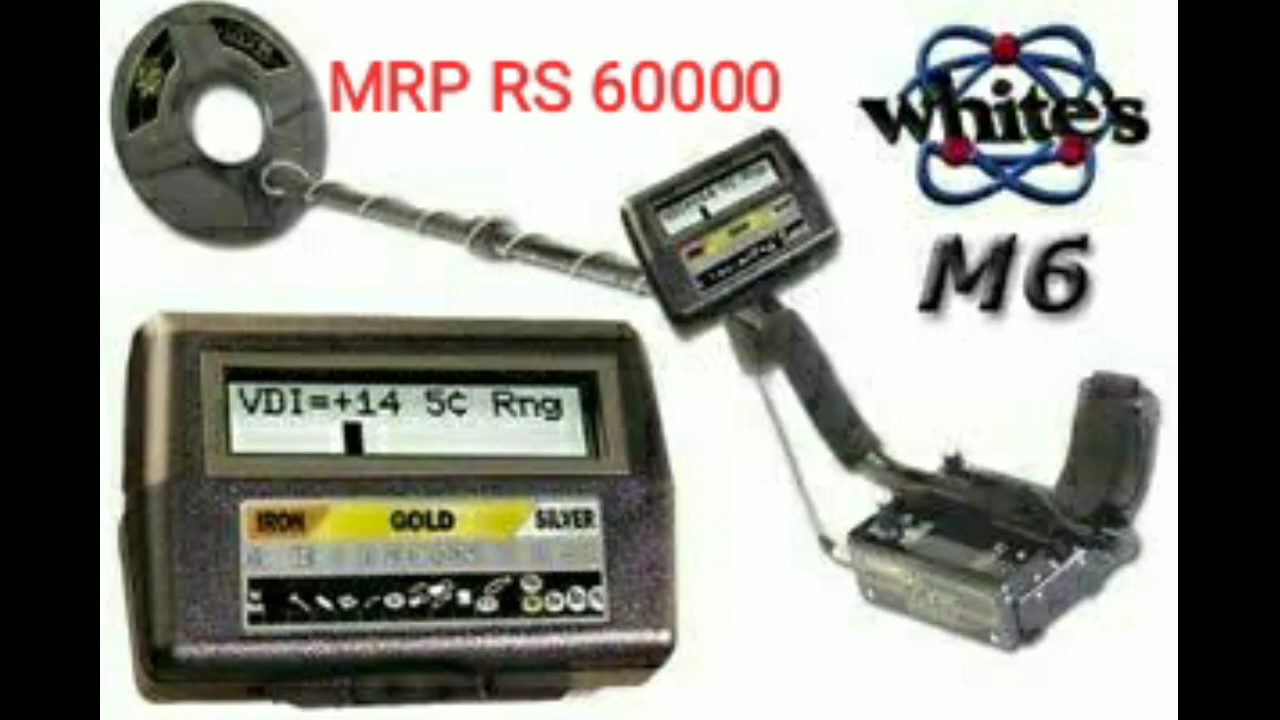 MRP RS 60000
white's
M6
VDI=+14 5¢ Rng
IRON GOLD SILVER